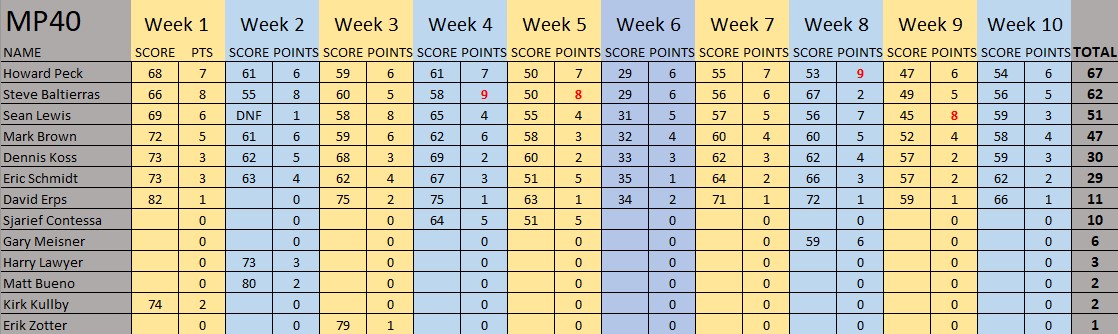 MP40 Week 1 Week 2 Week 3 Week 4 Week 5 Week 6 Week 7 Week 8 Week 9 Week 10
NAME SCORE PTS SCORE POINTS SCORE POINTS SCORE POINTS SCORE POINTS SCORE POINTS SCORE POINTS SCORE POINTS SCORE POINTS SCORE POINTS TOTAL
Howard Peck 68 7 61 6 59 6 61 7 50 7 29 6 55 7 53 9 47 6 54 6 67
Steve Baltierras 66 8 55 8 60 5 58 9 50 8 29 6 56 6 67 2 49 5 56 5 62
Sean Lewis 69 6 DNF 1 58 8 65 4 55 4 31 5 57 5 56 7 45 8 59 3 51
Mark Brown 72 5 61 6 59 6 62 6 58 3 32 4 60 4 60 5 52 4 58 4 47
Dennis Koss 73 3 62 5 68 3 69 2 60 2 33 3 62 3 62 4 57 2 59 3 30
Eric Schmidt 73 3 63 4 62 4 67 3 51 5 35 1 64 2 66 3 57 2 62 2 29
David Erps 82 1 0 75 2 75 1 63 1 34 2 71 1 72 1 59 1 66 1 11
Sjarief Contessa 0 0 0 64 5 51 5 0 0 0 0 0 10
Gary Meisner 0 0 0 0 0 0 0 59 6 0 0 6
Harry Lawyer 0 73 3 0 0 0 0 0 0 0 0 3
Matt Bueno 0 80 2 0 0 0 0 0 0 0 0 2
Kirk Kullby 74 2 0 0 0 0 0 0 0 0 0 2
Erik Zotter 0 0 79 1 0 0 0 0 0 0 0 1